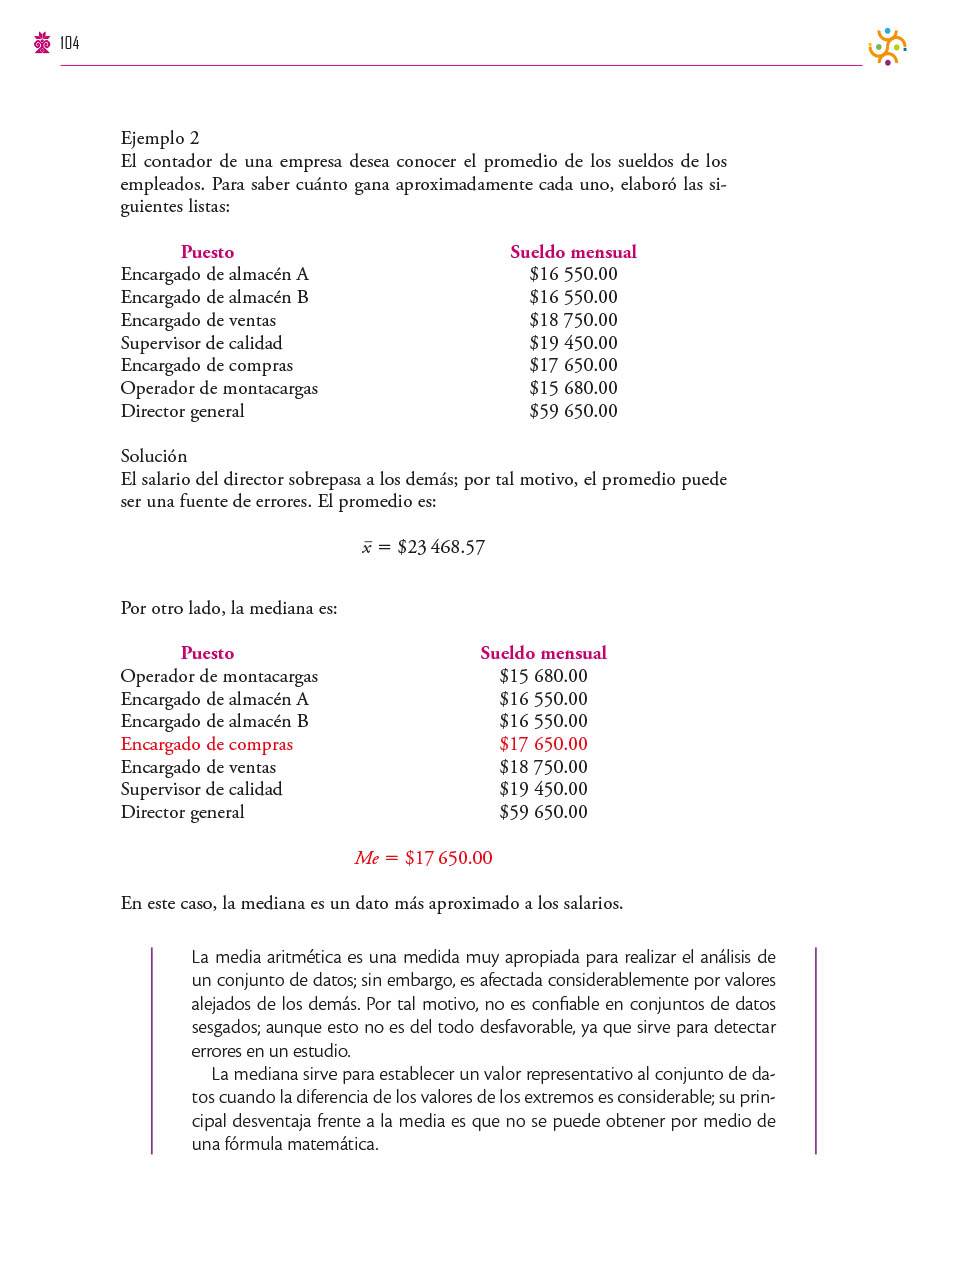 104
Ejemplo 2
El contador de una empresa desea conocer el promedio de los sueldos de los
empleados. Para saber cuánto gana aproximadamente cada uno, elaboró las si-
guientes listas:
Puesto Sueldo mensual
Encargado de almacén A $16 550.00
Encargado de almacén B $16 550.00
Encargado de ventas $18 750.00
Supervisor de calidad $19 450.00
Encargado de compras $17 650.00
Operador de montacargas $15 680.00
Director general $59 650.00
Solución
El salario del director sobrepasa a los demás; por tal motivo, el promedio puede
ser una fuente de errores. El promedio es:
x̄ = $23 468.57
Por otro lado, la mediana es:
Puesto Sueldo mensual
Operador de montacargas $15 680.00
Encargado de almacén A $16 550.00
Encargado de almacén B $16 550.00
Encargado de compras $17 650.00
Encargado de ventas $18 750.00
Supervisor de calidad $19 450.00
Director general $59 650.00
Me = $17 650.00
En este caso, la mediana es un dato más aproximado a los salarios.
La media aritmética es una medida muy apropiada para realizar el análisis de
un conjunto de datos; sin embargo, es afectada considerablemente por valores
alejados de los demás. Por tal motivo, no es confiable en conjuntos de datos
sesgados; aunque esto no es del todo desfavorable, ya que sirve para detectar
errores en un estudio.
La mediana sirve para establecer un valor representativo al conjunto de da-
tos cuando la diferencia de los valores de los extremos es considerable; su prin-
cipal desventaja frente a la media es que no se puede obtener por medio de
una fórmula matemática.